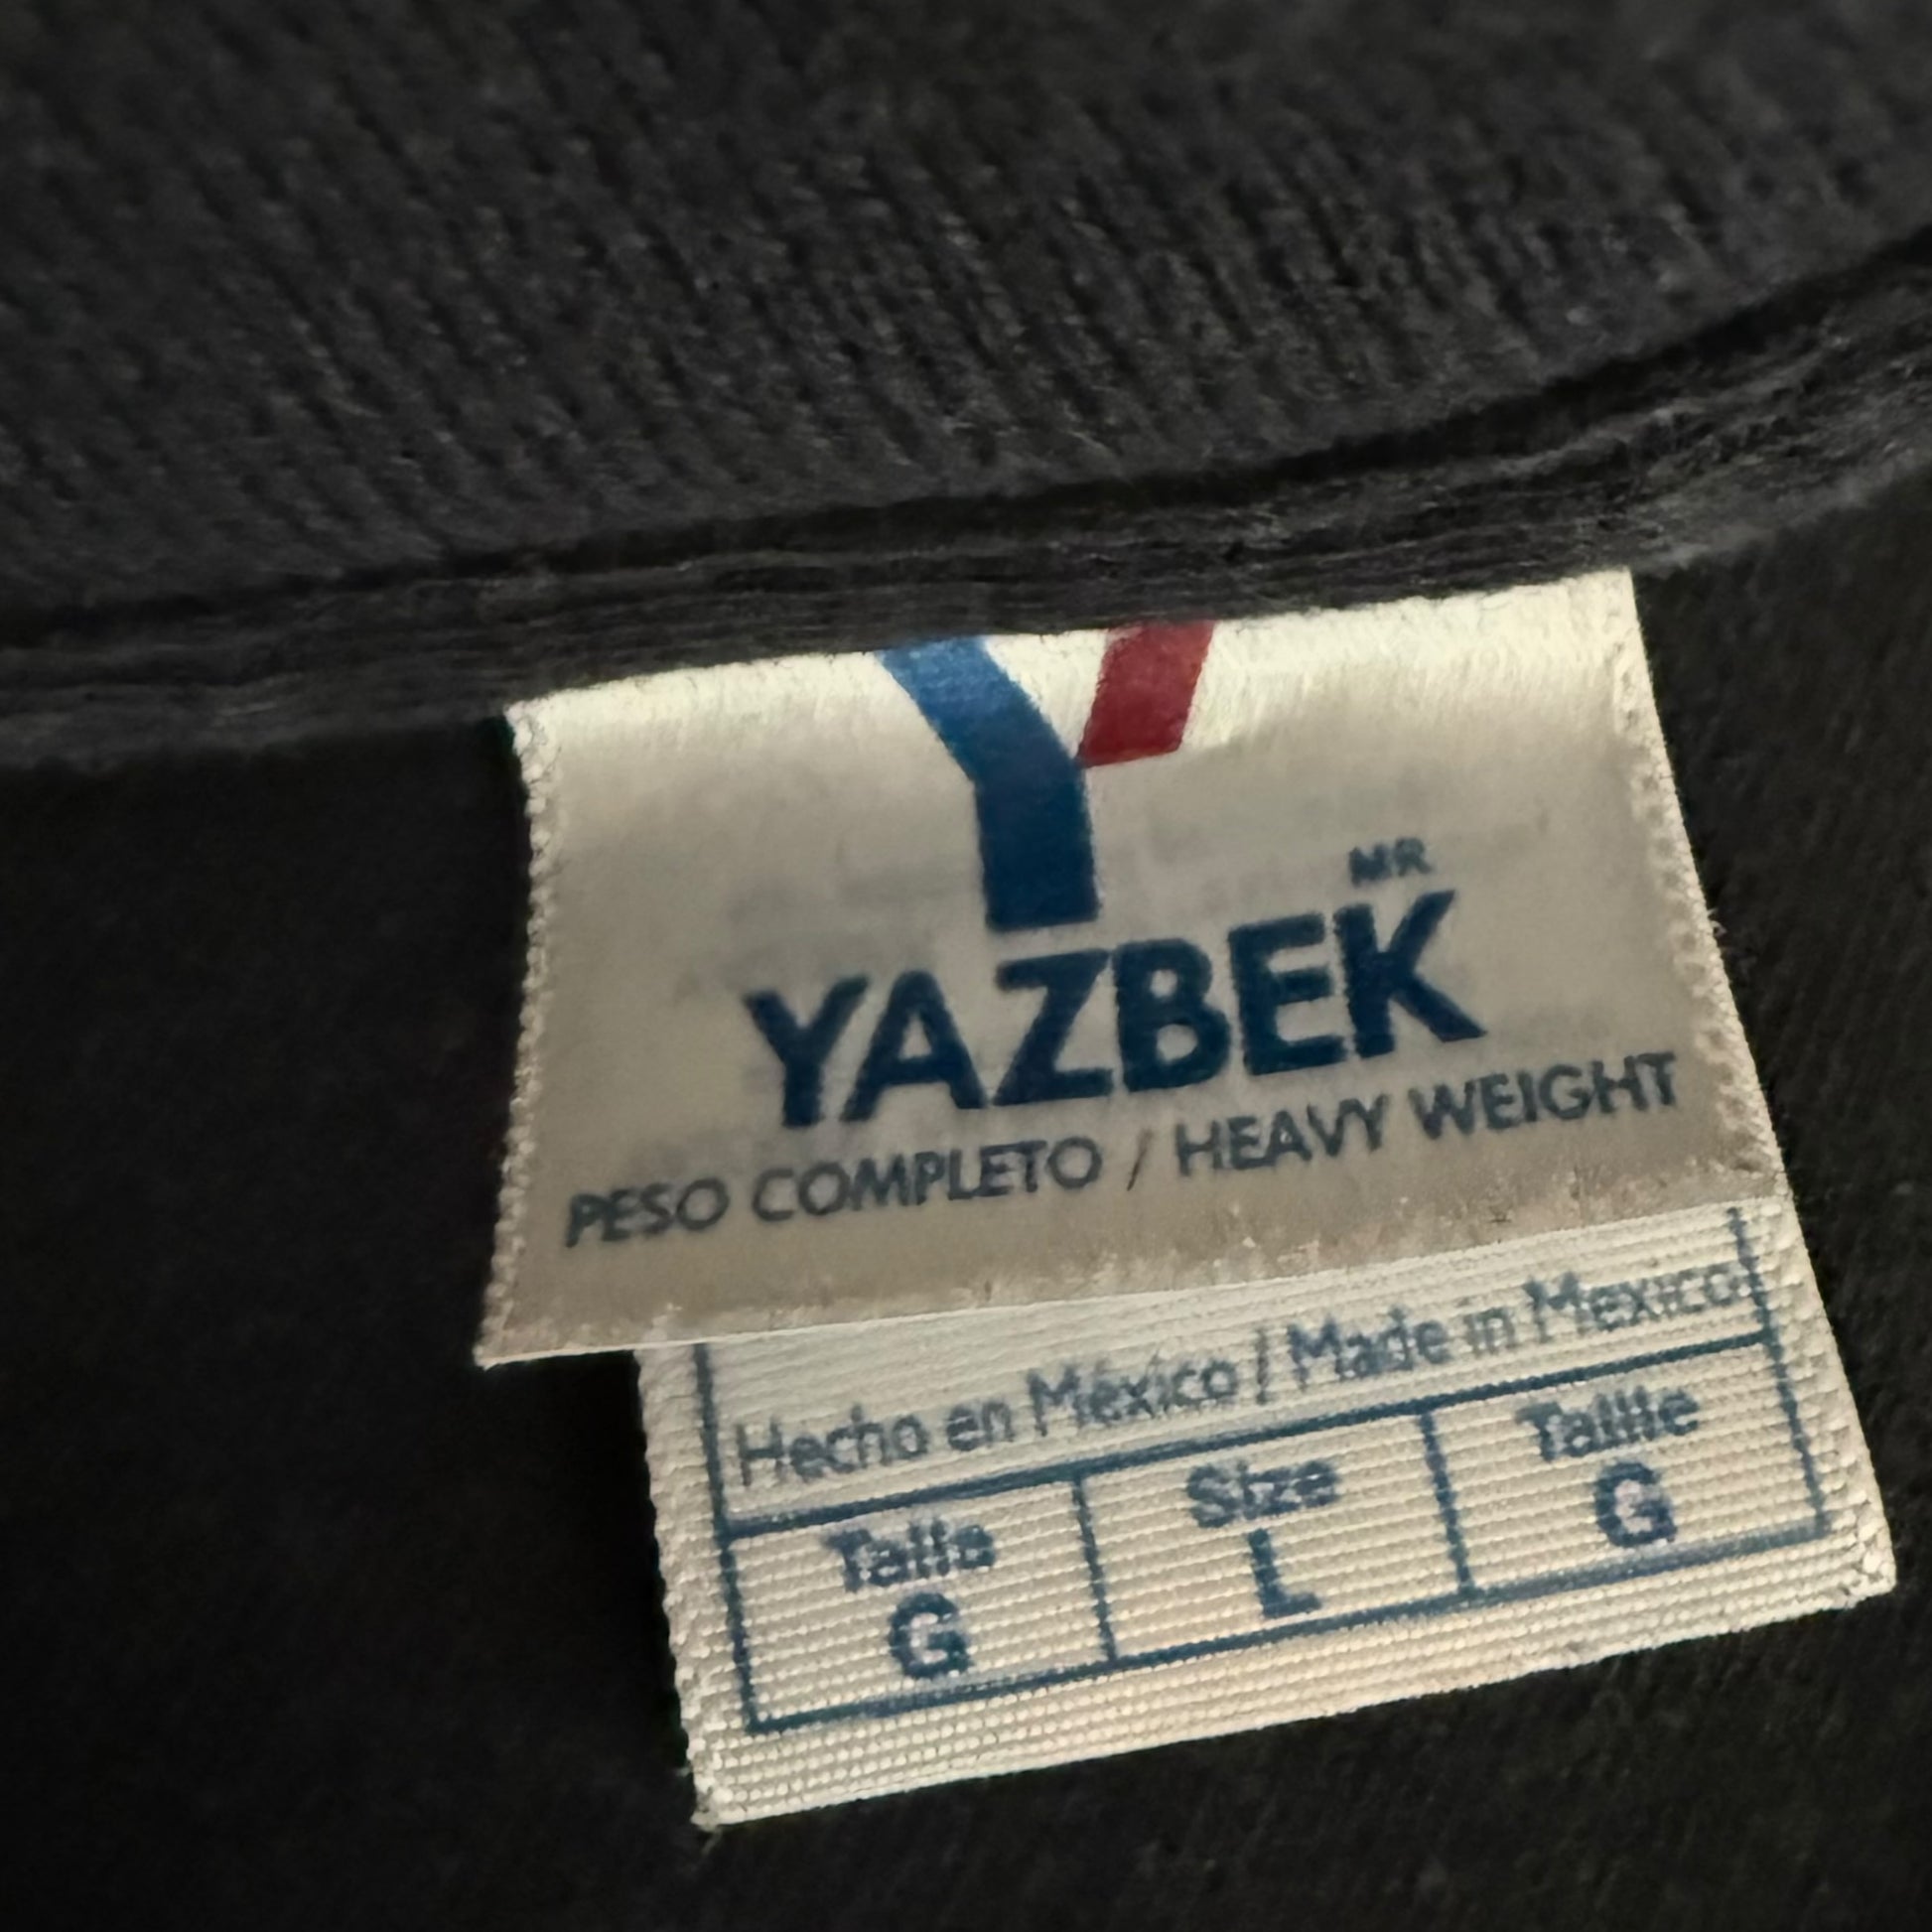 Y
MR
YAZBEK
PESO COMPLETO / HEAVY WEIGHT
Hecho en México / Made in Mexico
Talla Size Taille
G L G